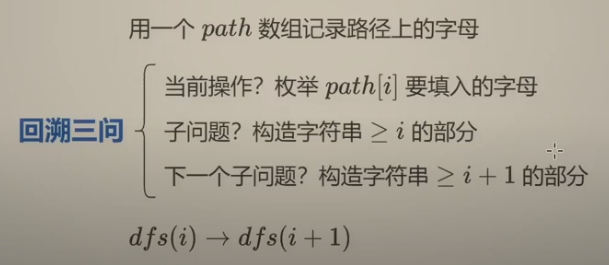 用一个 path 数组记录路径上的字母
当前操作？枚举 path[i] 要填入的字母
回溯三问
子问题？构造字符串 ≥ i 的部分
下一个子问题？构造字符串 ≥ i + 1 的部分
dfs(i) → dfs(i + 1)